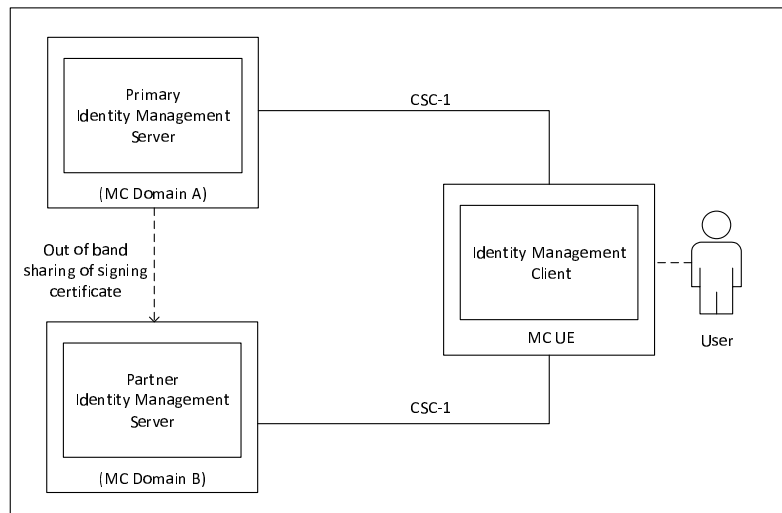 Primary
Identity Management
Server
(MC Domain A)
CSC-1
Out of band
sharing of signing
certificate
Identity Management
Client
MC UE
User
Partner
Identity Management
Server
(MC Domain B)
CSC-1